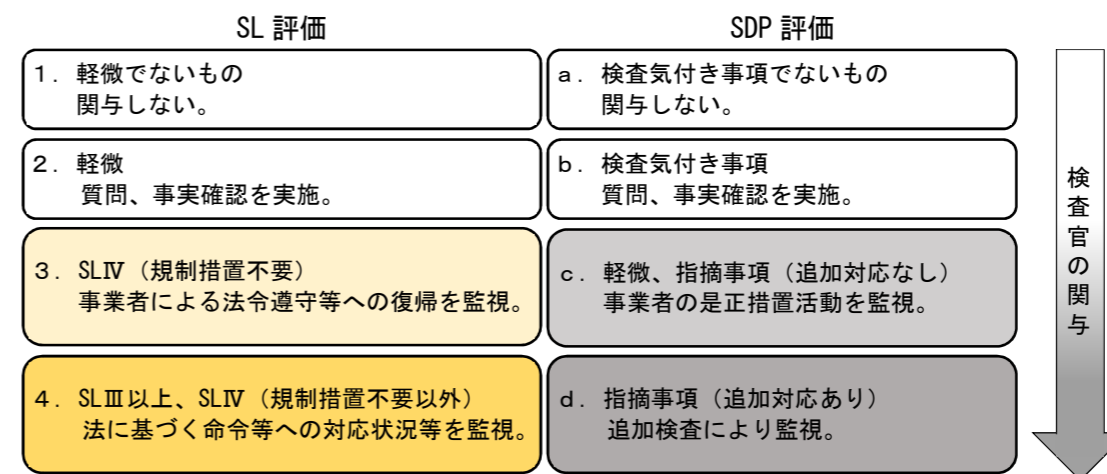 SL 評価
1. 軽微でないもの
関与しない。
2. 軽微
質問、事実確認を実施。
3. SLⅣ(規制措置不要)
事業者による法令遵守等への復帰を監視。
4. SLⅢ以上、SLⅣ(規制措置不要以外)
法に基づく命令等への対応状況等を監視。
SDP 評価
a. 検査気付き事項でないもの
関与しない。
b. 検査気付き事項
質問、事実確認を実施。
c. 軽微、指摘事項(追加対応なし)
事業者の是正措置活動を監視。
d. 指摘事項(追加対応あり)
追加検査により監視。
検査官の関与